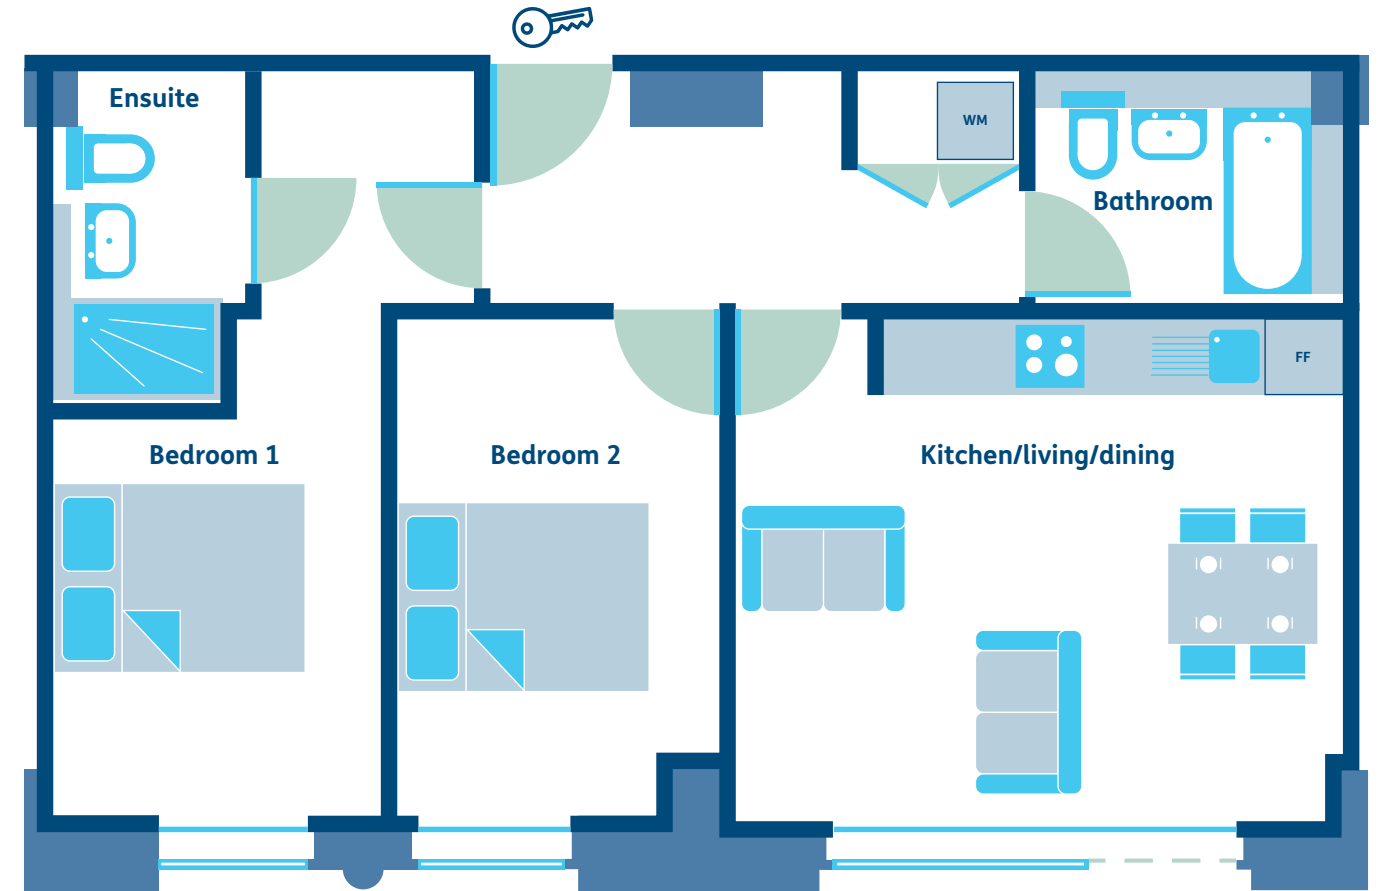 Ensuite
WM
Bathroom
FF
Bedroom 1
Bedroom 2
Kitchen/living/dining